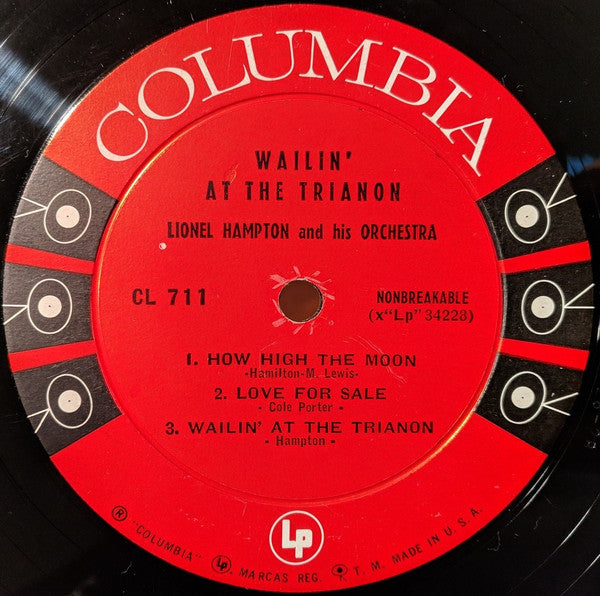 COLUMBIA
WAILIN'
AT THE TRIANON
LIONEL HAMPTON and his ORCHESTRA
CL 711
NONBREAKABLE
(x"Lp" 34228)
1. HOW HIGH THE MOON
-Hamilton-M. Lewis-
2. LOVE FOR SALE
- Cole Porter -
3. WAILIN' AT THE TRIANON
- Hampton -
Lp
® "COLUMBIA" Lp, MARCAS REG. T. M. MADE IN U.S.A.